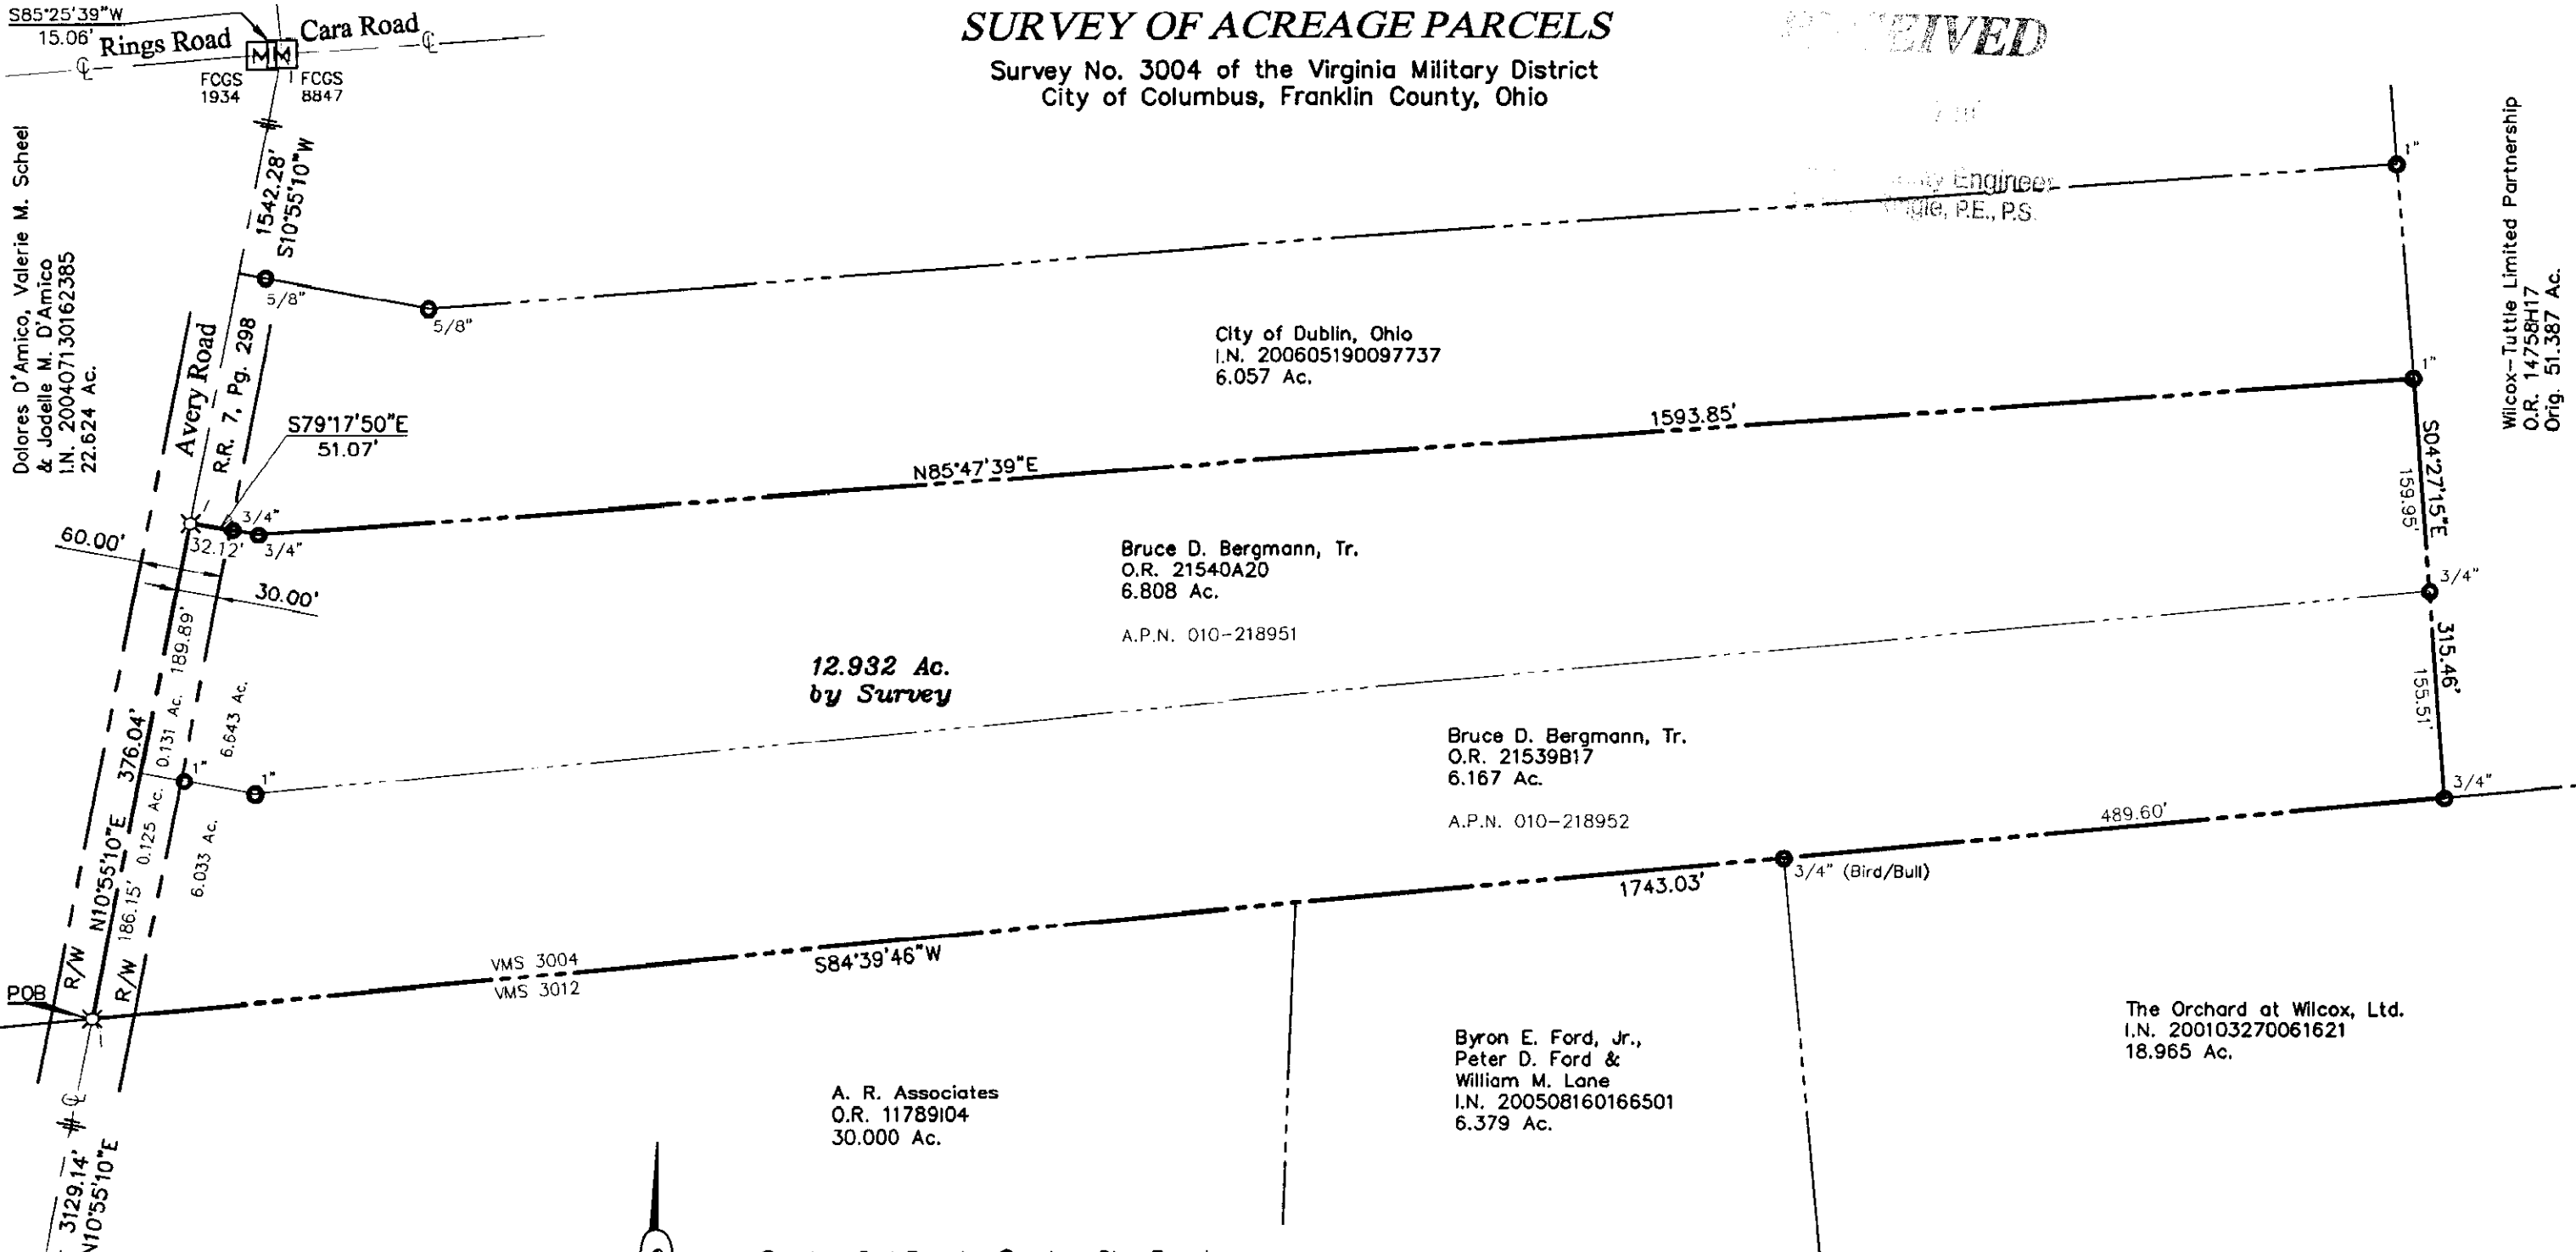 SURVEY OF ACREAGE PARCELS
Survey No. 3004 of the Virginia Military District
City of Columbus, Franklin County, Ohio
S85°25'39"W
15.06'
Rings Road
Cara Road
M M
FCGS
1934
FCGS
8847
1542.28'
S10°55'10"W
Dolores D'Amico, Valerie M. Scheel
& Jodelle M. D'Amico
I.N. 200407130162385
22.624 Ac.
5/8"
5/8"
Avery Road
R.R. 7, Pg. 298
S79°17'50"E
51.07'
Engineer
P.E., P.S.
1"
Wilcox-Tuttle Limited Partnership
O.R. 14758H17
Orig. 51.387 Ac.
City of Dublin, Ohio
I.N. 200605190097737
6.057 Ac.
1"
1593.85'
N85°47'39"E
S04°27'15"E
159.95'
3/4"
32.12'
3/4"
60.00'
30.00'
Bruce D. Bergmann, Tr.
O.R. 21540A20
6.808 Ac.
A.P.N. 010-218951
3/4"
12.932 Ac.
by Survey
315.46'
155.51'
189.89'
0.131 Ac.
6.643 Ac.
376.04'
N10°55'10"E
1"
1"
Bruce D. Bergmann, Tr.
O.R. 21539B17
6.167 Ac.
A.P.N. 010-218952
3/4"
489.60'
0.125 Ac.
6.033 Ac.
186.15'
R/W
R/W
3/4" (Bird/Bull)
1743.03'
S84°39'46"W
VMS 3004
VMS 3012
POB
A. R. Associates
O.R. 11789I04
30.000 Ac.
Byron E. Ford, Jr.,
Peter D. Ford &
William M. Lane
I.N. 200508160166501
6.379 Ac.
The Orchard at Wilcox, Ltd.
I.N. 200103270061621
18.965 Ac.
3129.14'
N10°55'10"E